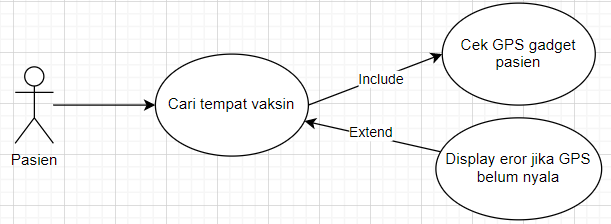 Cek GPS gadget
pasien
Include
Cari tempat vaksin
Extend
Pasien
Display eror jika GPS
belum nyala